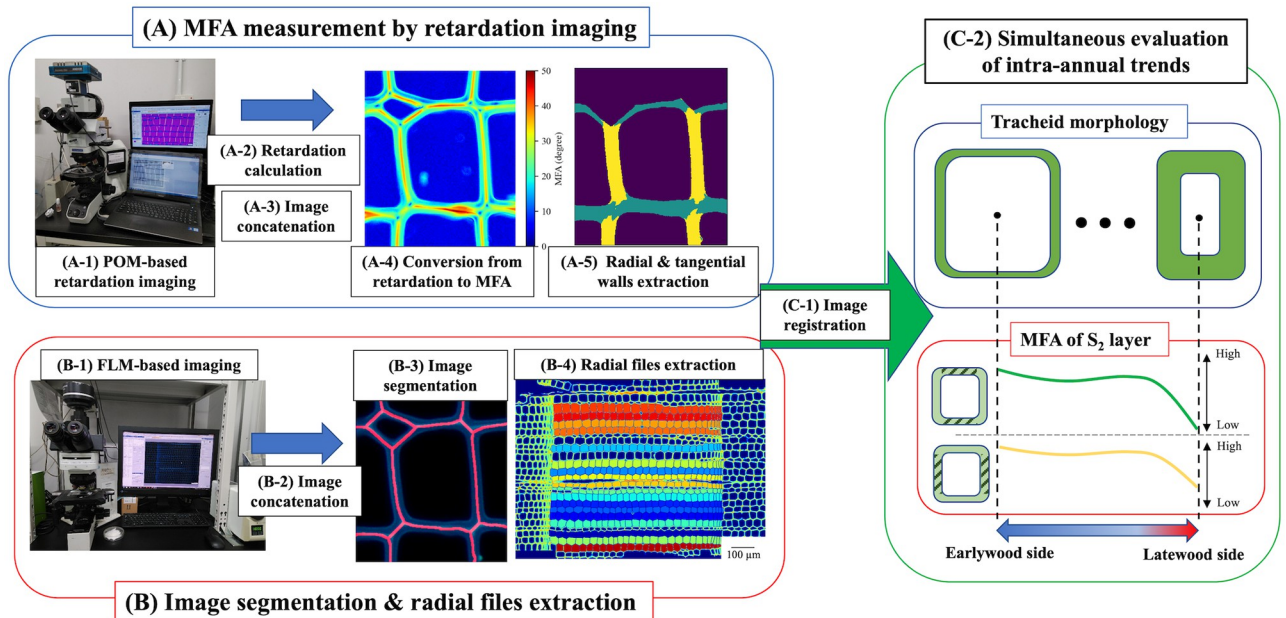 (A) MFA measurement by retardation imaging
(A-1) POM-based
retardation imaging
(A-2) Retardation
calculation
(A-3) Image
concatenation
50
40
30
20
10
0
MFA (degree)
(A-4) Conversion from
retardation to MFA
(A-5) Radial & tangential
walls extraction
(B-1) FLM-based imaging
(B-2) Image
concatenation
(B-3) Image
segmentation
(B-4) Radial files extraction
100 μm
(B) Image segmentation & radial files extraction
(C-1) Image
registration
(C-2) Simultaneous evaluation
of intra-annual trends
Tracheid morphology
MFA of S₂ layer
High
Low
High
Low
Earlywood side
Latewood side